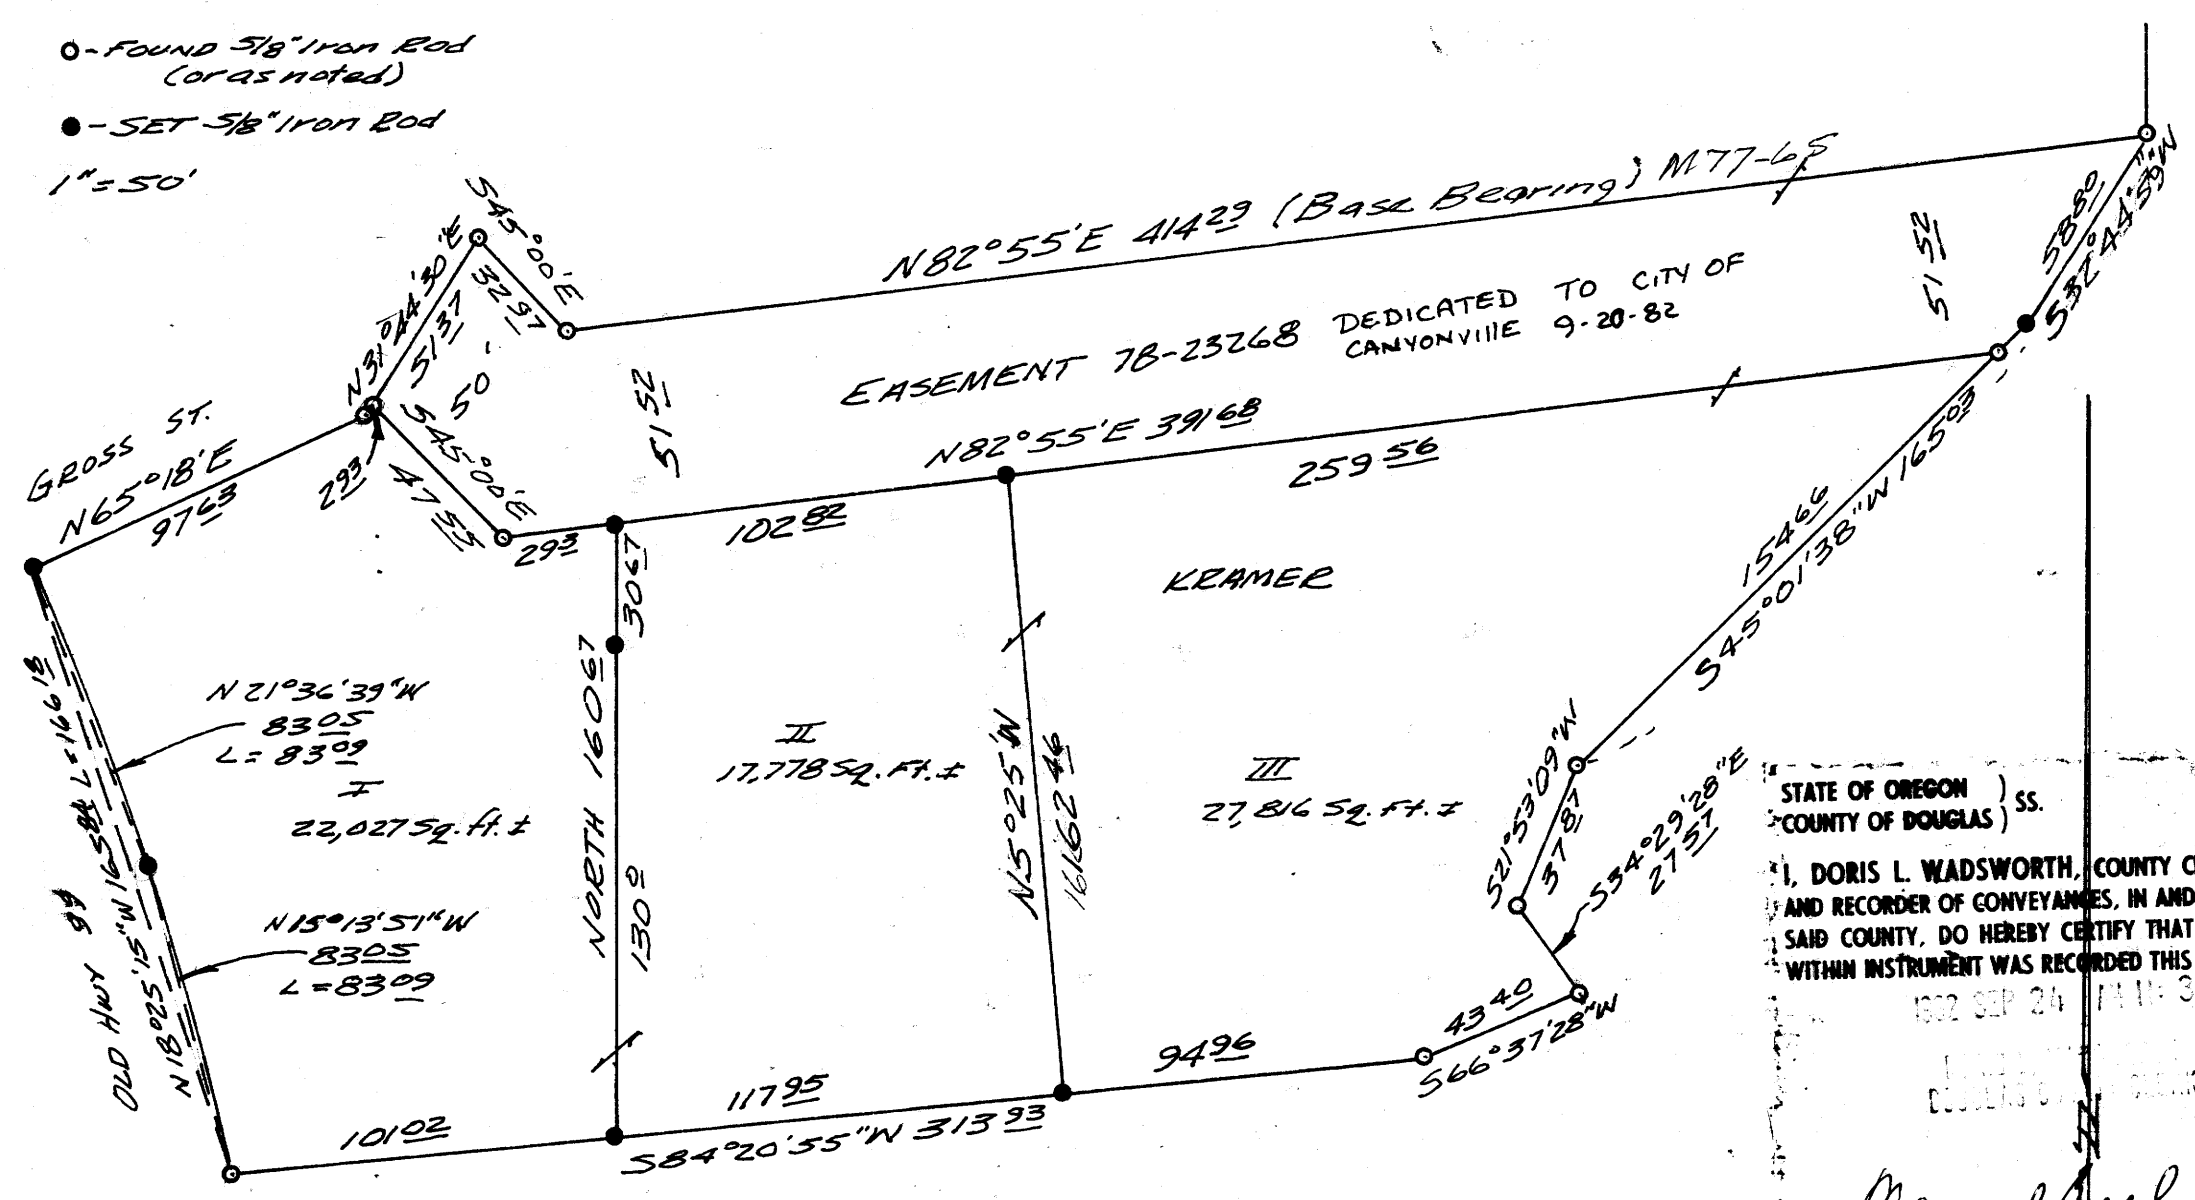 O - FOUND 5/8" Iron Rod
(or as noted)
● - SET 5/8" Iron Rod
1" = 50'
S45°00'E
32 97
N31°44'30"E
51 37
50'
N82°55'E 414 29 (Base Bearing) M77-65
51 52
58 80
S32°44'59"W
EASEMENT 78-23268 DEDICATED TO CITY OF
CANYONVIllE 9-20-82
51 52
GROSS ST.
N65°18'E
97 63
2 93
S45°00'E
47 55
N82°55'E 391 68
29 3
102 82
259 56
KRAMER
154 66
S45°01'38"W 165 03
30 67
NORTH 160 67
130 0
N21°36'39"W
83 05
L = 83 09
I
22,027 Sq. ft. ±
N15°13'51"W
83 05
L = 83 09
OLD HWY 99
N18°25'15"W 165 84 L = 166 18
II
17,778 Sq. Ft. ±
N5°25'W
162 46
III
27,816 Sq. Ft. ±
S21°53'09"W
37 87
S34°29'28"E
27 57
43 40
S66°37'28"W
101 02
117 95
94 96
S84°20'55"W 313 93
STATE OF OREGON )
COUNTY OF DOUGLAS ) SS.
I, DORIS L. WADSWORTH, COUNTY
AND RECORDER OF CONVEYANCES, IN AND
SAID COUNTY, DO HEREBY CERTIFY THAT
WITHIN INSTRUMENT WAS RECORDED THIS
1982 SEP 24